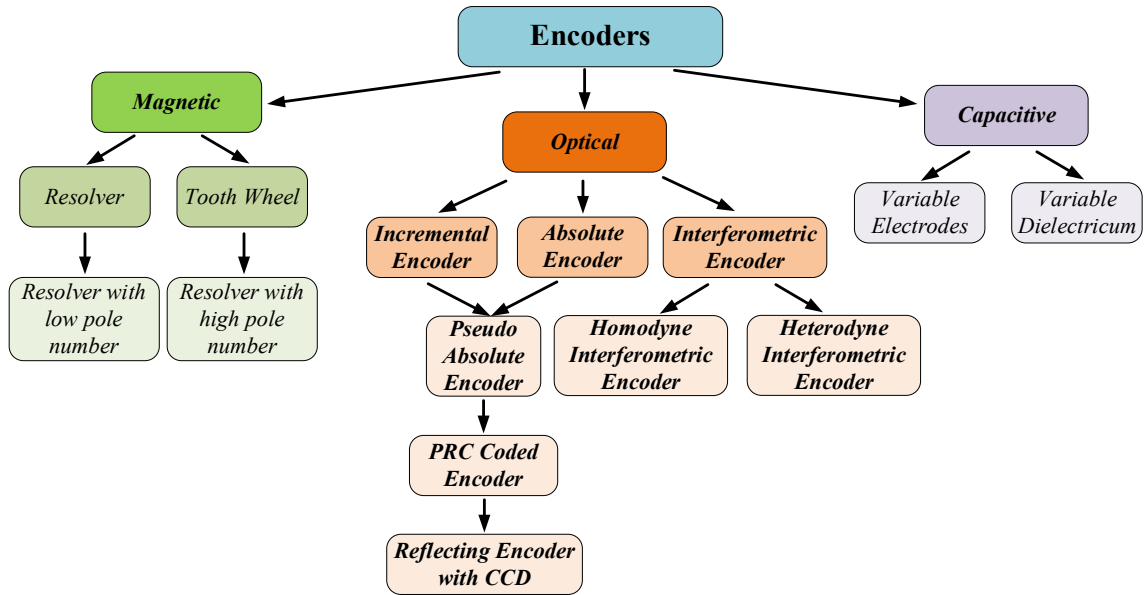 Encoders
Magnetic
Optical
Capacitive
Resolver
Tooth Wheel
Variable
Electrodes
Variable
Dielectricum
Incremental
Encoder
Absolute
Encoder
Interferometric
Encoder
Resolver with
low pole
number
Resolver with
high pole
number
Pseudo
Absolute
Encoder
Homodyne
Interferometric
Encoder
Heterodyne
Interferometric
Encoder
PRC Coded
Encoder
Reflecting Encoder
with CCD